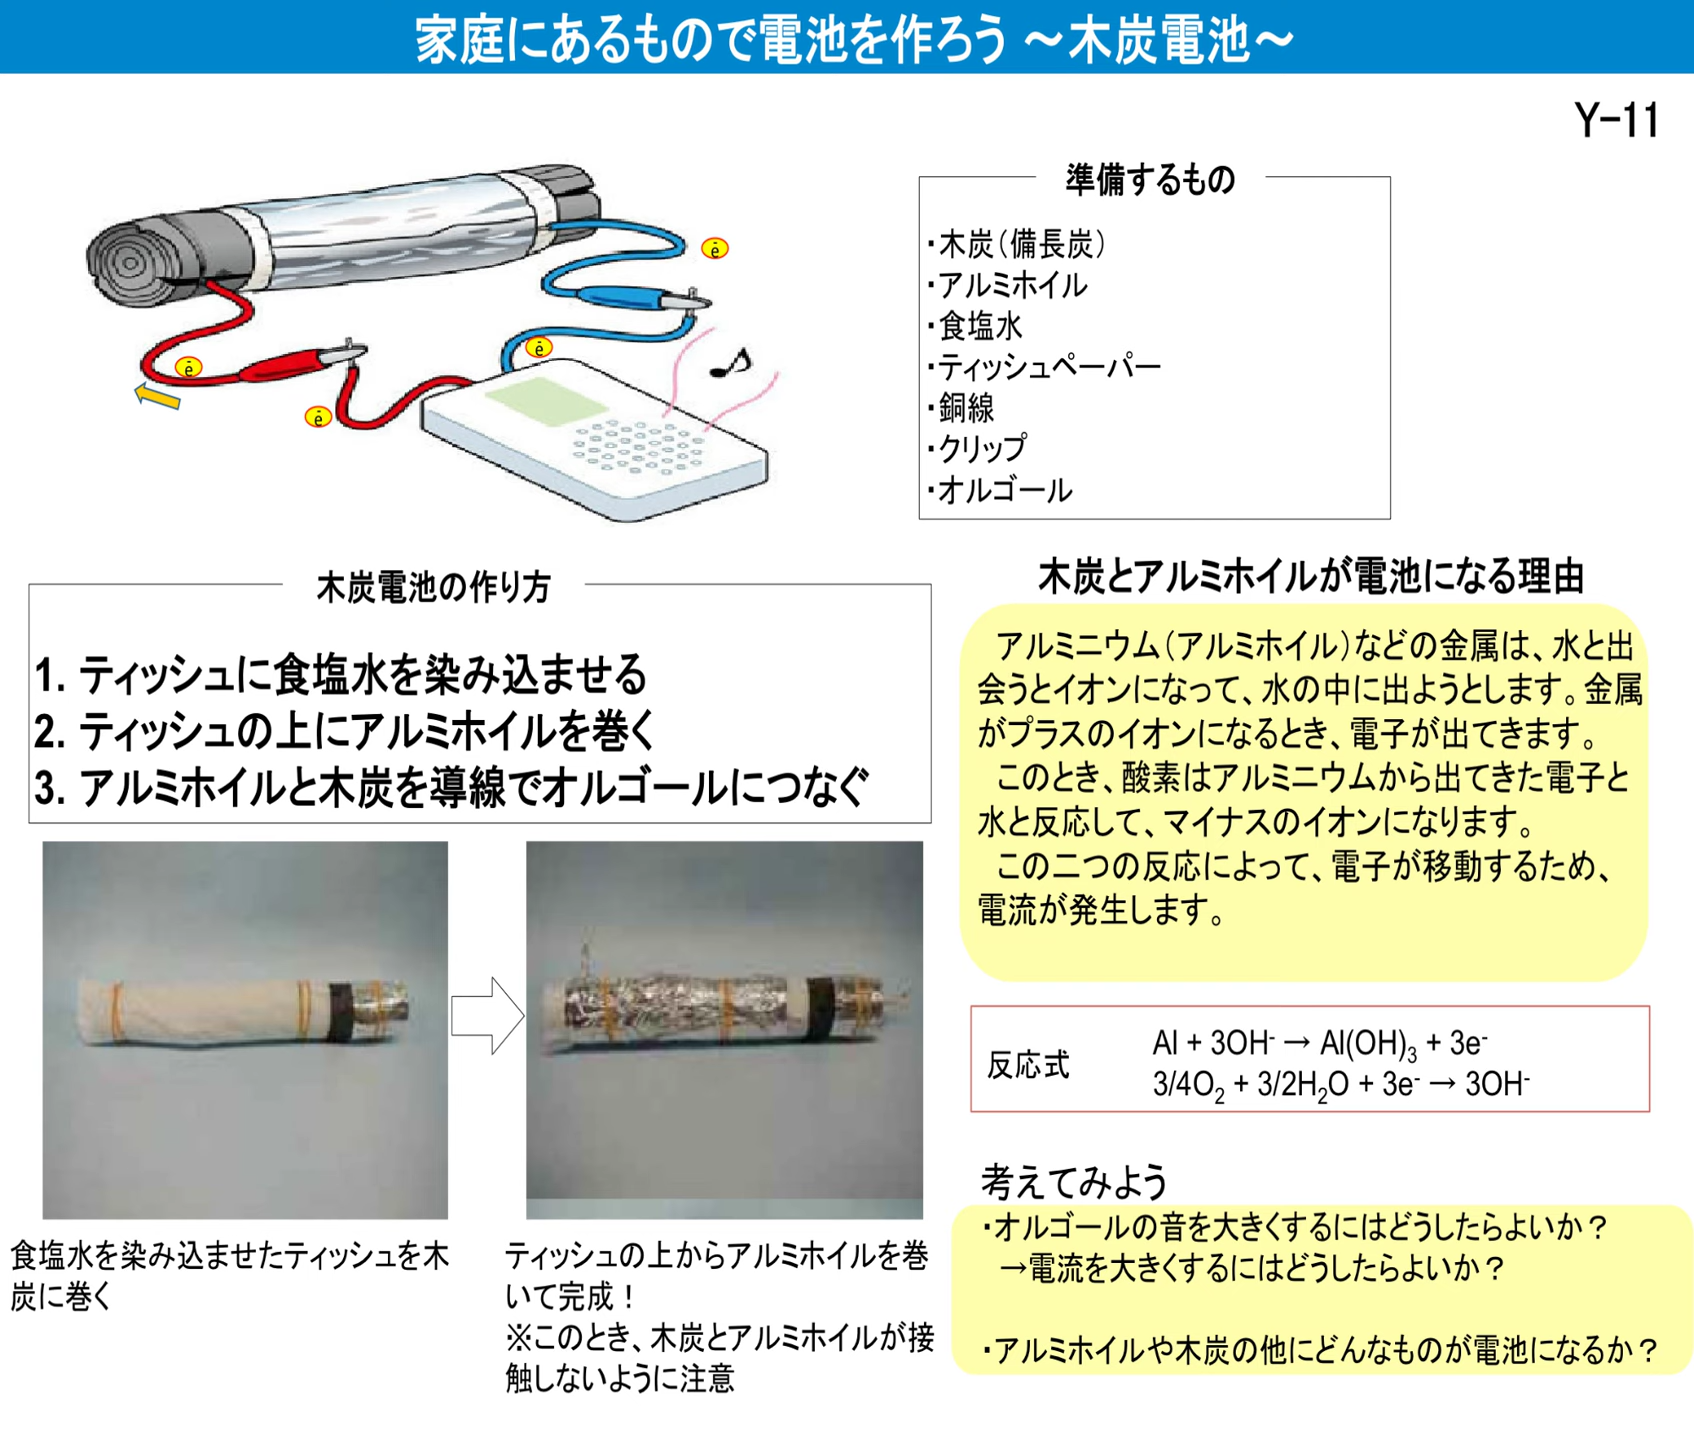 家庭にあるもので電池を作ろう ～木炭電池～
Y-11
e-
e-
e-
e-
準備するもの
・木炭（備長炭）
・アルミホイル
・食塩水
・ティッシュペーパー
・銅線
・クリップ
・オルゴール
木炭電池の作り方
1. ティッシュに食塩水を染み込ませる
2. ティッシュの上にアルミホイルを巻く
3. アルミホイルと木炭を導線でオルゴールにつなぐ
食塩水を染み込ませたティッシュを木
炭に巻く
ティッシュの上からアルミホイルを巻
いて完成！
※このとき、木炭とアルミホイルが接
触しないように注意
木炭とアルミホイルが電池になる理由
アルミニウム（アルミホイル）などの金属は、水と出
会うとイオンになって、水の中に出ようとします。金属
がプラスのイオンになるとき、電子が出てきます。
このとき、酸素はアルミニウムから出てきた電子と
水と反応して、マイナスのイオンになります。
この二つの反応によって、電子が移動するため、
電流が発生します。
反応式
Al + 3OH⁻ → Al(OH)₃ + 3e⁻
3/4O₂ + 3/2H₂O + 3e⁻ → 3OH⁻
考えてみよう
・オルゴールの音を大きくするにはどうしたらよいか？
→電流を大きくするにはどうしたらよいか？
・アルミホイルや木炭の他にどんなものが電池になるか？